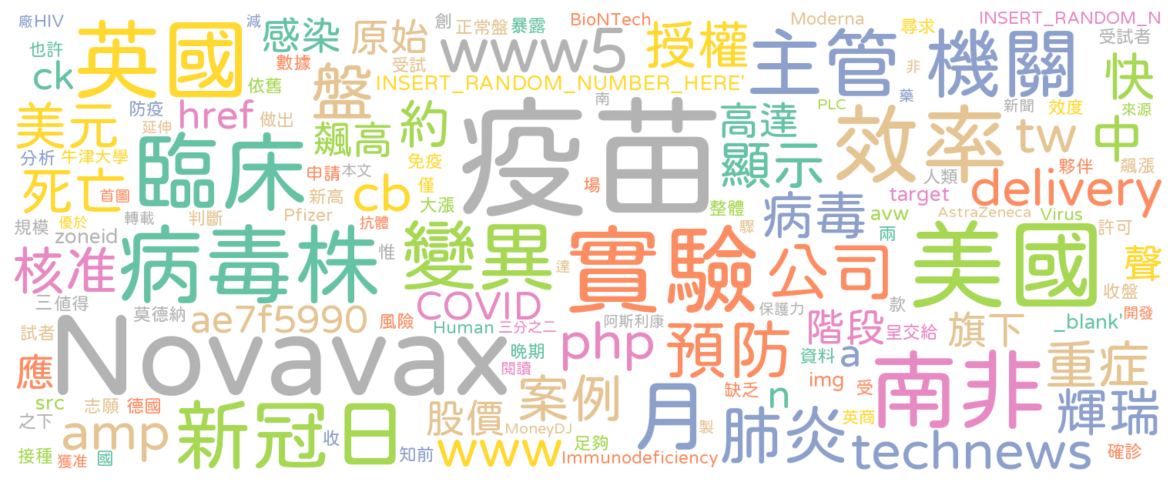 廠HIV 英國 減 感染 原始 創 正常盤 暴露 BioNTech Moderna 尋求 INSERT_RANDOM_N
也許 數據 受試 www5 授權 主管 機關 受試者
ck 依舊 盤 INSERT_RANDOM_NUMBER_HERE' 非 快
美元 防疫 href 做出 飆高 約 南 高達 PLC 藥 新聞 效度 來源
延伸 疫苗 效率 tw 中
分析 牛津大學 臨床 申請 本文 免疫 顯示 人類 夥伴 飆漲
死亡 首圖 新高 cb 僅 場 target delivery
規模 優於 轉載 判斷 Pfizer 大漲 抗體 整體 病毒 avw AstraZeneca Virus 許可
zoneid 惟 驟 兩
核准 病毒株 變異 達 實驗 公司 美國 聲
三值得 莫德納 COVID 款 保護力 收盤
試者 Novavax ae7f5990 風險 Human 三分之二 阿斯利康 階段 呈交給 旗下 _blank' 開發
應 晚期 閱讀 php 預防 資料 a 重症
src 志願 德國 案例 缺乏 n img 受 南非
之下 新冠 日 收 股價 MoneyDJ 月 製 肺炎 英商 輝瑞
接種 amp 知前 www 足夠 technews
獲准 國 Immunodeficiency 確診